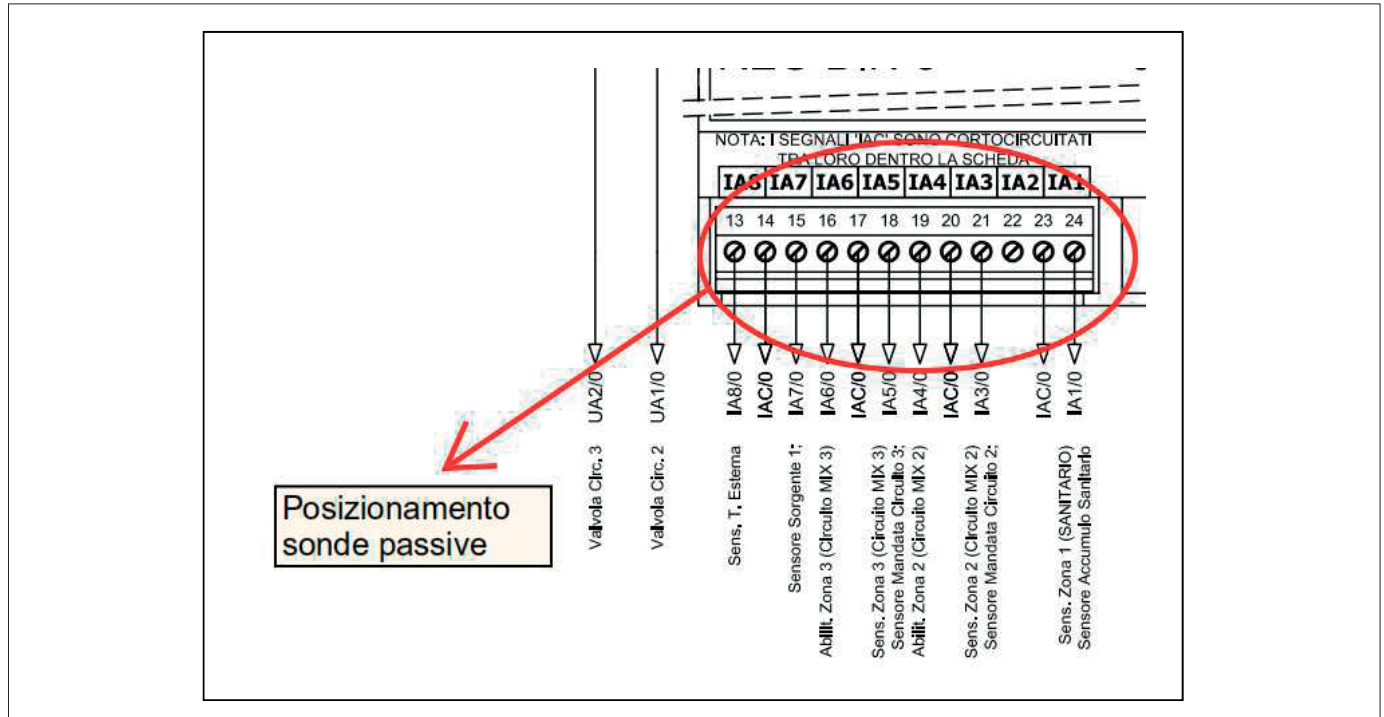 NOTA: I SEGNALI 'IAC' SONO CORTOCIRCUITATI
TRA LORO DENTRO LA SCHEDA
IA8 IA7 IA6 IA5 IA4 IA3 IA2 IA1
13 14 15 16 17 18 19 20 21 22 23 24
UA2/0
UA1/0
IA8/0
IAC/0
IA7/0
IA6/0
IAC/0
IA5/0
IA4/0
IAC/0
IA3/0
IAC/0
IA1/0
Valvola Circ. 3
Valvola Circ. 2
Sens. T. Esterna
Sensore Sorgente 1;
Abilit. Zona 3 (Circuito MIX 3)
Sens. Zona 3 (Circuito MIX 3)
Sensore Mandata Circuito 3;
Abilit. Zona 2 (Circuito MIX 2)
Sens. Zona 2 (Circuito MIX 2)
Sensore Mandata Circuito 2;
Sens. Zona 1 (SANITARIO)
Sensore Accumulo Sanitario
Posizionamento
sonde passive